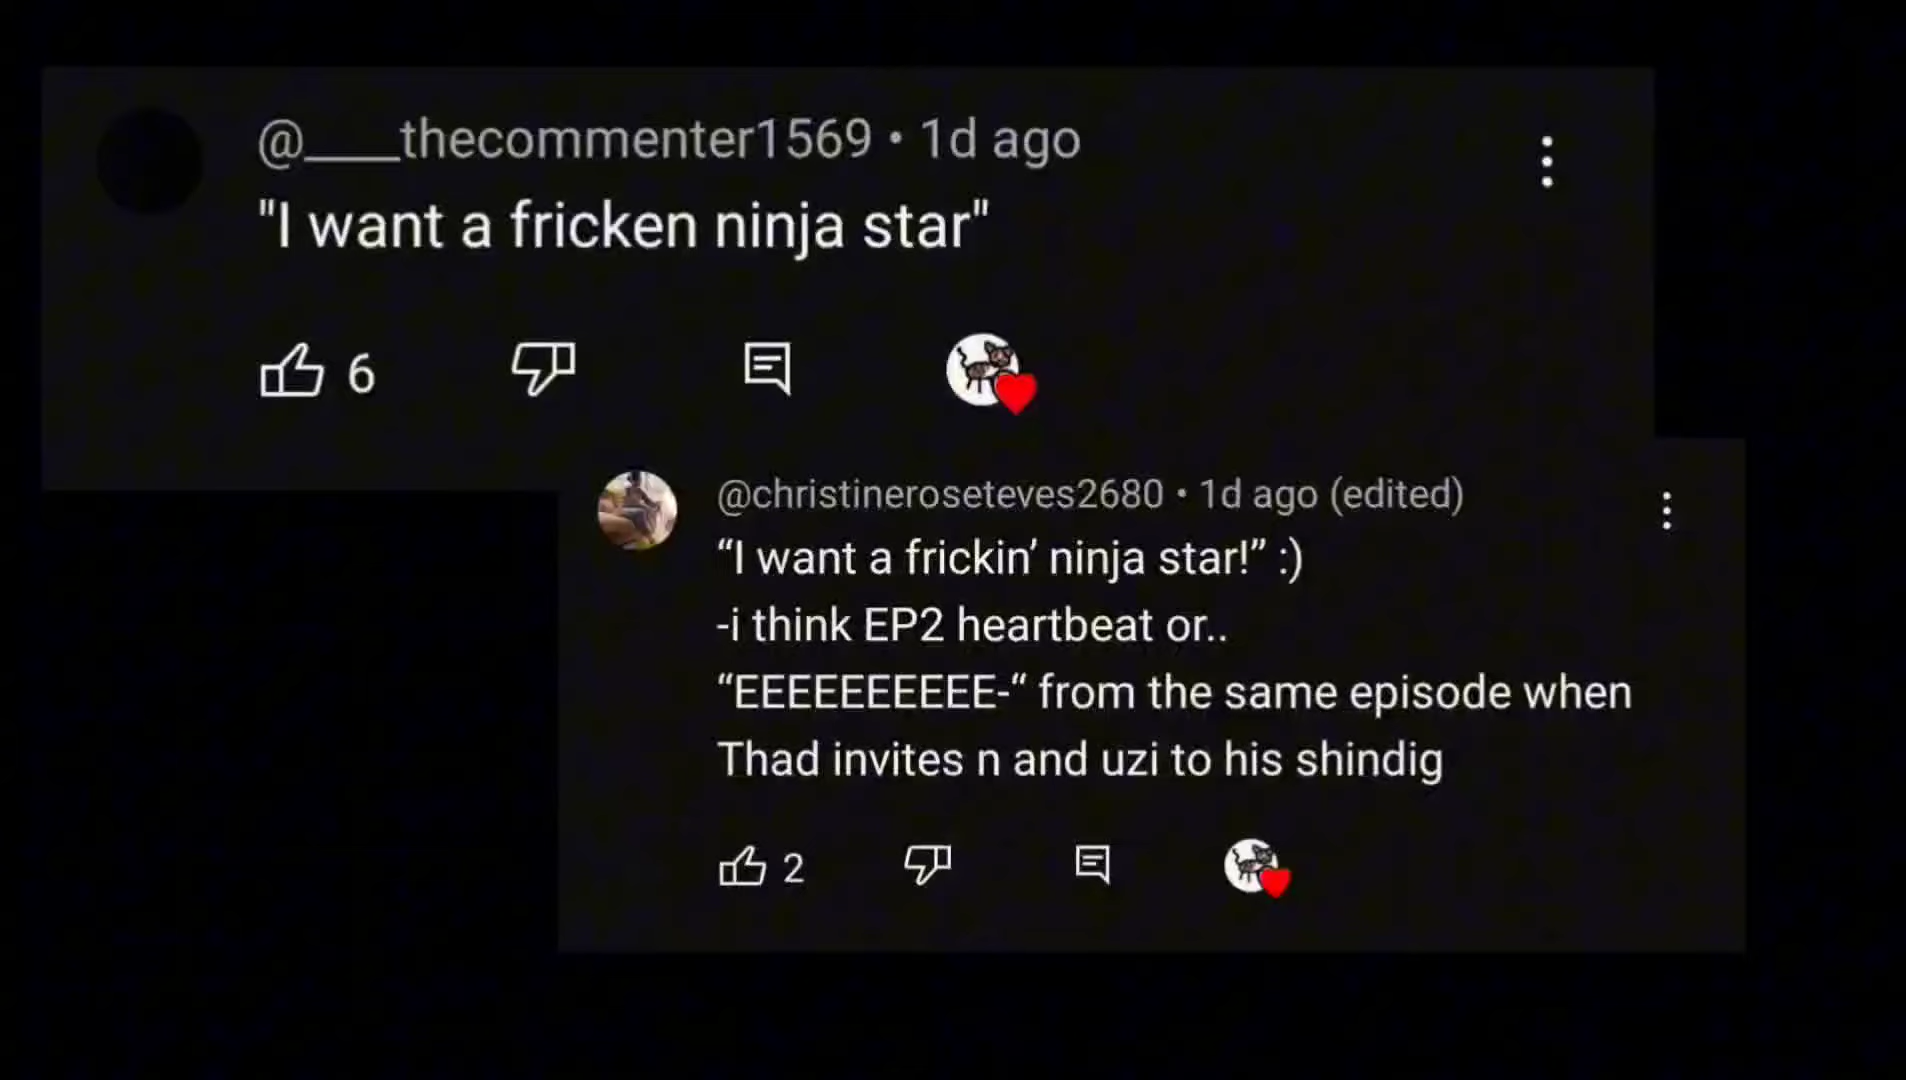 @____thecommenter1569 • 1d ago
"I want a fricken ninja star"
6
@christineroseteves2680 • 1d ago (edited)
“I want a frickin’ ninja star!” :)
-i think EP2 heartbeat or..
“EEEEEEEEEE-“ from the same episode when
Thad invites n and uzi to his shindig
2